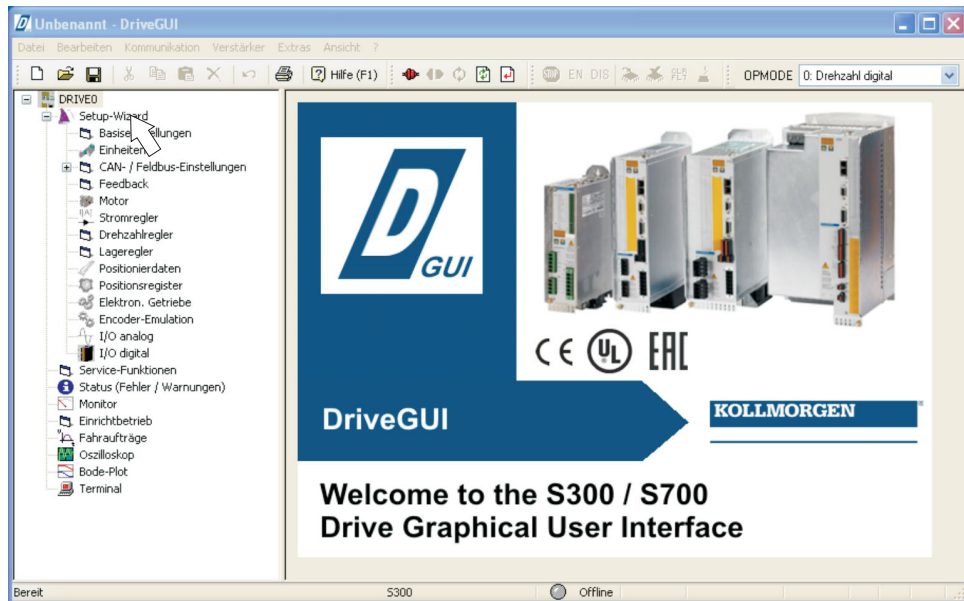 Unbenannt - DriveGUI
Datei Bearbeiten Kommunikation Verstärker Extras Ansicht ?
Hilfe (F1) STOP EN DIS OPMODE 0: Drehzahl digital
DRIVE0
Setup-Wizard
Einheiten
CAN- / Feldbus-Einstellungen
Feedback
Motor
I[A]
Stromregler
Drehzahlregler
Lageregler
Positionierdaten
Positionsregister
Elektron. Getriebe
Encoder-Emulation
I/O analog
I/O digital
Service-Funktionen
Status (Fehler / Warnungen)
Monitor
Einrichtbetrieb
Fahraufträge
Oszilloskop
Bode-Plot
Terminal
D
GUI
CE UL EAC
DriveGUI
KOLLMORGEN
Welcome to the S300 / S700
Drive Graphical User Interface
Bereit S300 Offline